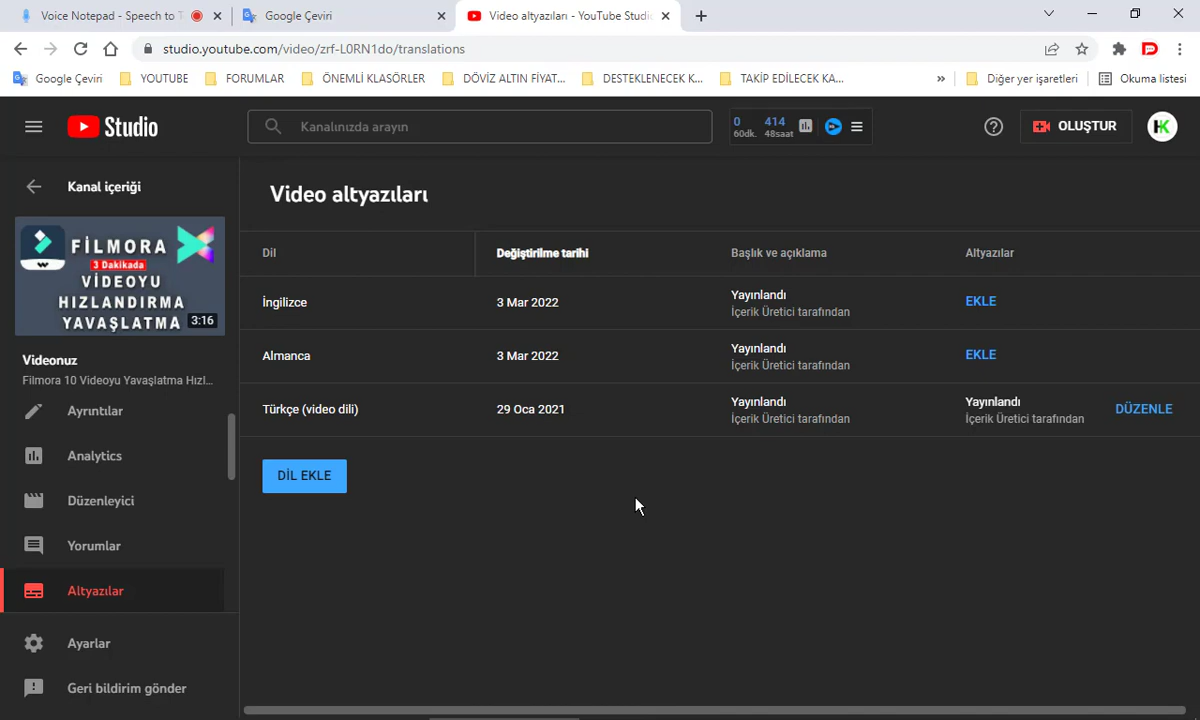 Voice Notepad - Speech to T
Google Çeviri
Video altyazıları - YouTube Studio
studio.youtube.com/video/zrf-L0RN1do/translations
Google Çeviri
YOUTUBE
FORUMLAR
ÖNEMLİ KLASÖRLER
DÖVİZ ALTIN FİYAT...
DESTEKLENECEK K...
TAKİP EDİLECEK KA...
»
Diğer yer işaretleri
Okuma listesi
Studio
Kanalınızda arayın
0
60dk.
414
48saat
OLUŞTUR
HK
Kanal içeriği
FİLMORA
3 Dakikada
VİDEOYU
HIZLANDIRMA
YAVAŞLATMA
3:16
Videonuz
Filmora 10 Videoyu Yavaşlatma Hızl...
Ayrıntılar
Analytics
Düzenleyici
Yorumlar
Altyazılar
Ayarlar
Geri bildirim gönder
Video altyazıları
Dil
Değiştirilme tarihi
Başlık ve açıklama
Altyazılar
İngilizce
3 Mar 2022
Yayınlandı
İçerik Üretici tarafından
EKLE
Almanca
3 Mar 2022
Yayınlandı
İçerik Üretici tarafından
EKLE
Türkçe (video dili)
29 Oca 2021
Yayınlandı
İçerik Üretici tarafından
Yayınlandı
İçerik Üretici tarafından
DÜZENLE
DİL EKLE